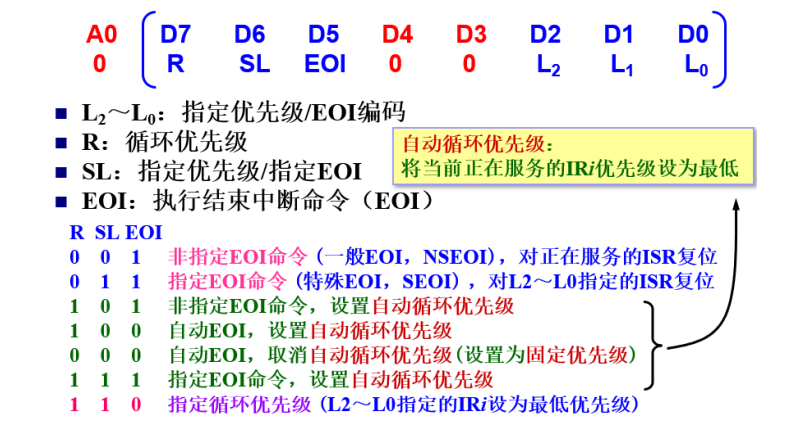 A0 D7 D6 D5 D4 D3 D2 D1 D0
0 R SL EOI 0 0 L₂ L₁ L₀
L₂～L₀：指定优先级/EOI编码
R：循环优先级
SL：指定优先级/指定EOI
EOI：执行结束中断命令（EOI）
自动循环优先级：
将当前正在服务的IRi优先级设为最低
R SL EOI
0 0 1 非指定EOI命令(一般EOI，NSEOI)，对正在服务的ISR复位
0 1 1 指定EOI命令(特殊EOI，SEOI)，对L2～L0指定的ISR复位
1 0 1 非指定EOI命令，设置自动循环优先级
1 0 0 自动EOI，设置自动循环优先级
0 0 0 自动EOI，取消自动循环优先级(设置为固定优先级)
1 1 1 指定EOI命令，设置自动循环优先级
1 1 0 指定循环优先级(L2～L0指定的IRi设为最低优先级)